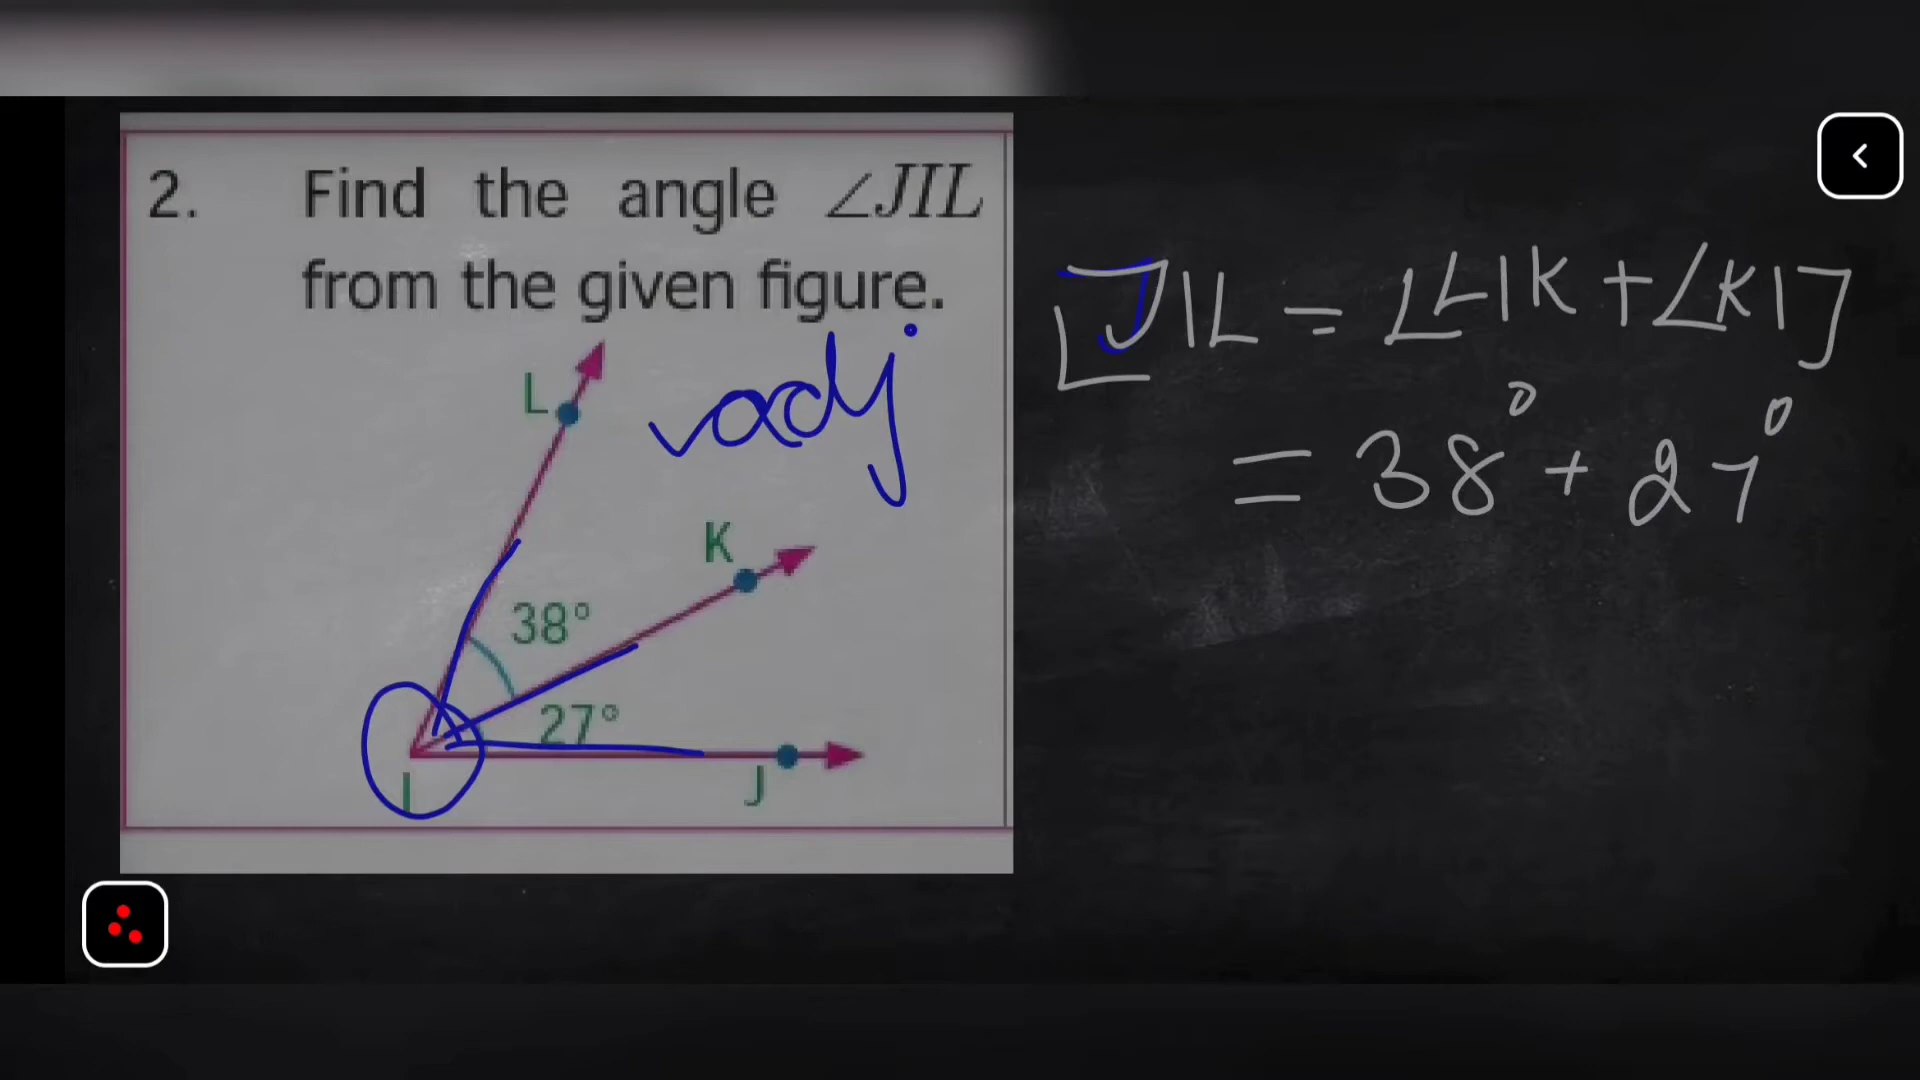 2. Find the angle ∠JIL
from the given figure.
L
adj
K
38°
27°
I
J
∠JIL = ∠LIK + ∠KIJ
= 38° + 27°